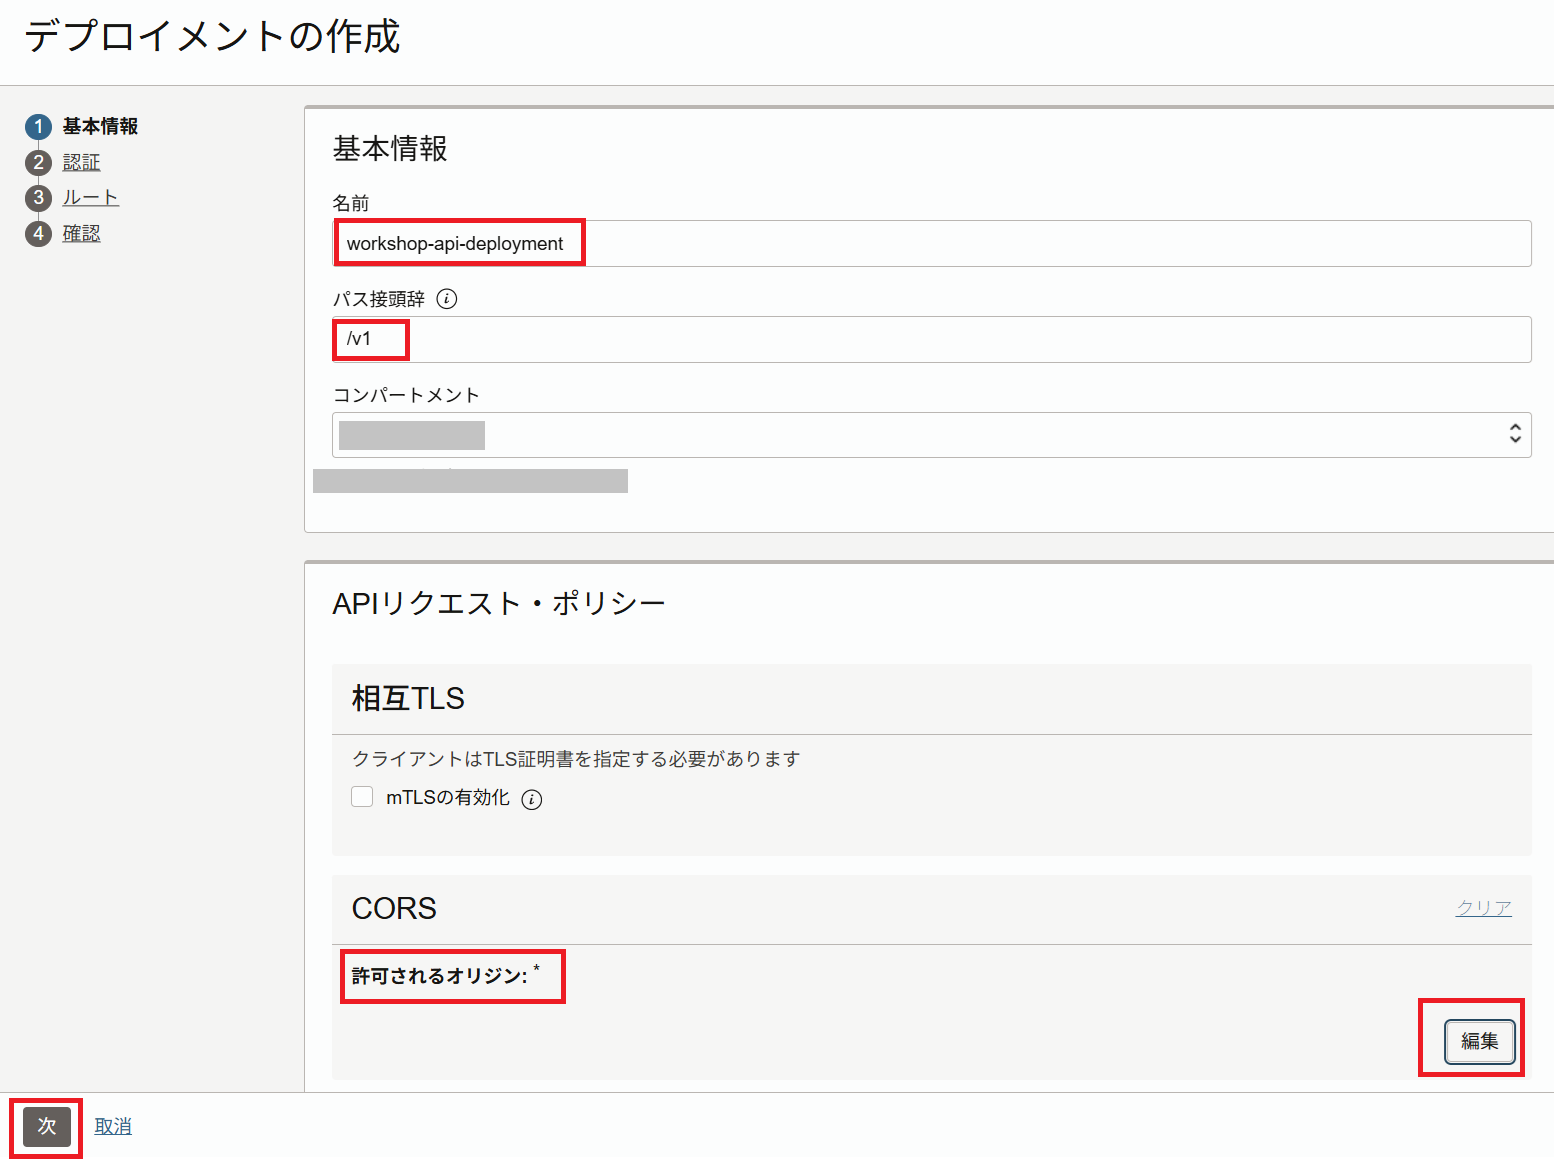 デプロイメントの作成
1 基本情報
2 認証
3 ルート
4 確認
基本情報
名前
workshop-api-deployment
パス接頭辞
/v1
コンパートメント
APIリクエスト・ポリシー
相互TLS
クライアントはTLS証明書を指定する必要があります
mTLSの有効化
CORS
クリア
許可されるオリジン: *
編集
次 取消